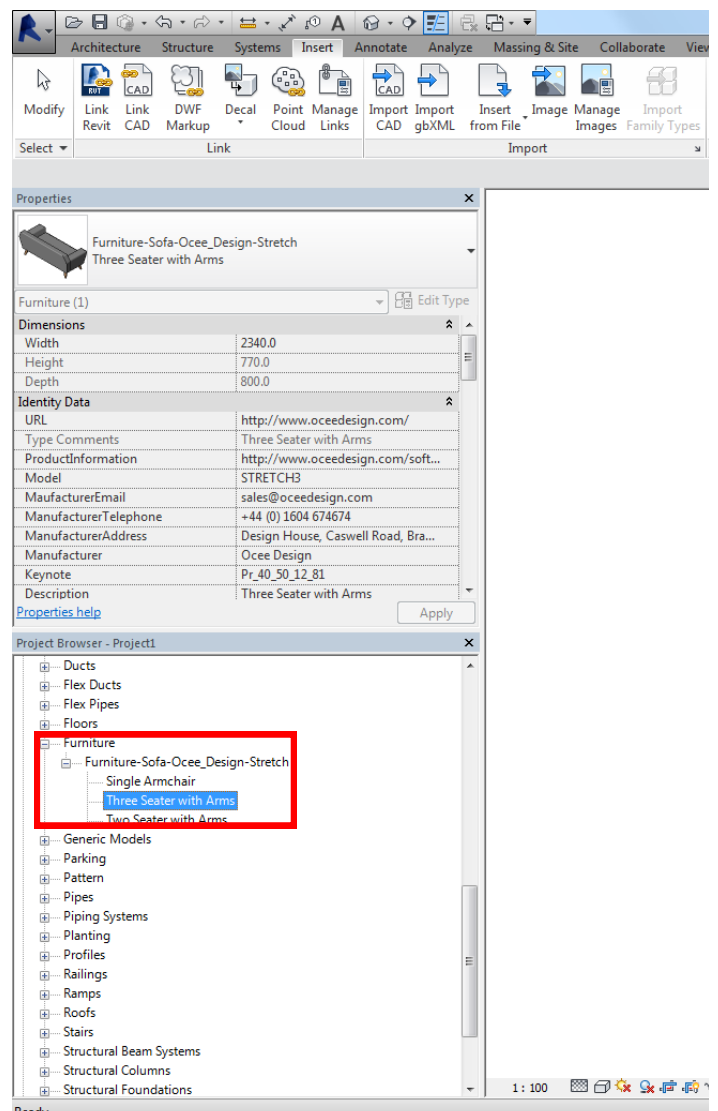 Architecture Structure Systems Insert Annotate Analyze Massing & Site Collaborate View
Modify Link Revit Link CAD DWF Markup Decal Point Cloud Manage Links Import CAD Import gbXML Insert from File Image Manage Images Import Family Types
Select Link Import
Properties
Furniture-Sofa-Ocee_Design-Stretch
Three Seater with Arms
Furniture (1) Edit Type
Dimensions
Width 2340.0
Height 770.0
Depth 800.0
Identity Data
URL http://www.oceedesign.com/
Type Comments Three Seater with Arms
ProductInformation http://www.oceedesign.com/soft...
Model STRETCH3
MaufacturerEmail sales@oceedesign.com
ManufacturerTelephone +44 (0) 1604 674674
ManufacturerAddress Design House, Caswell Road, Bra...
Manufacturer Ocee Design
Keynote Pr_40_50_12_81
Description Three Seater with Arms
Properties help Apply
Project Browser - Project1
Ducts
Flex Ducts
Flex Pipes
Floors
Furniture
Furniture-Sofa-Ocee_Design-Stretch
Single Armchair
Three Seater with Arms
Two Seater with Arms
Generic Models
Parking
Pattern
Pipes
Piping Systems
Planting
Profiles
Railings
Ramps
Roofs
Stairs
Structural Beam Systems
Structural Columns
Structural Foundations
1 : 100
Ready